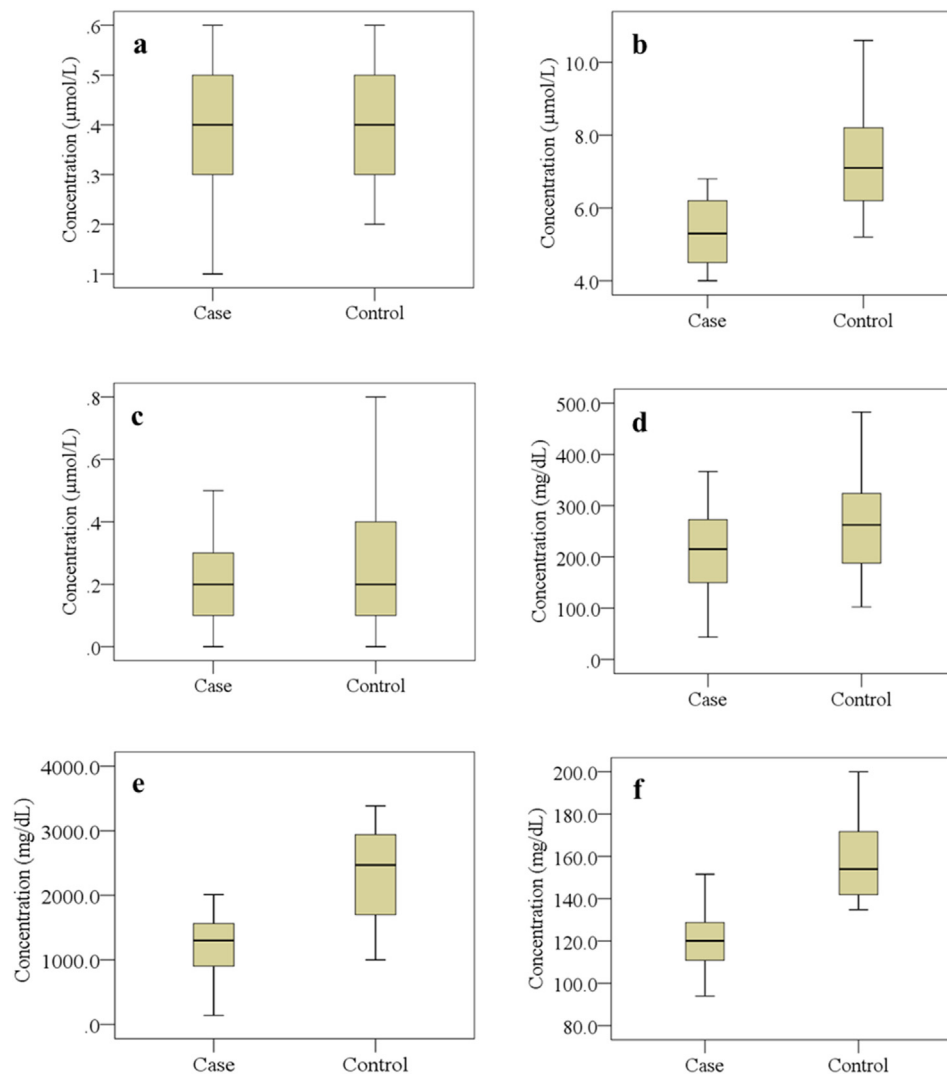 a
Concentration (µmol/L)
.6
.5
.4
.3
.2
.1
Case Control
b
Concentration (µmol/L)
10.0
8.0
6.0
4.0
Case Control
c
Concentration (µmol/L)
.8
.6
.4
.2
.0
Case Control
d
Concentration (mg/dL)
500.0
400.0
300.0
200.0
100.0
.0
Case Control
e
Concentration (mg/dL)
4000.0
3000.0
2000.0
1000.0
.0
Case Control
f
Concentration (mg/dL)
200.0
180.0
160.0
140.0
120.0
100.0
80.0
Case Control